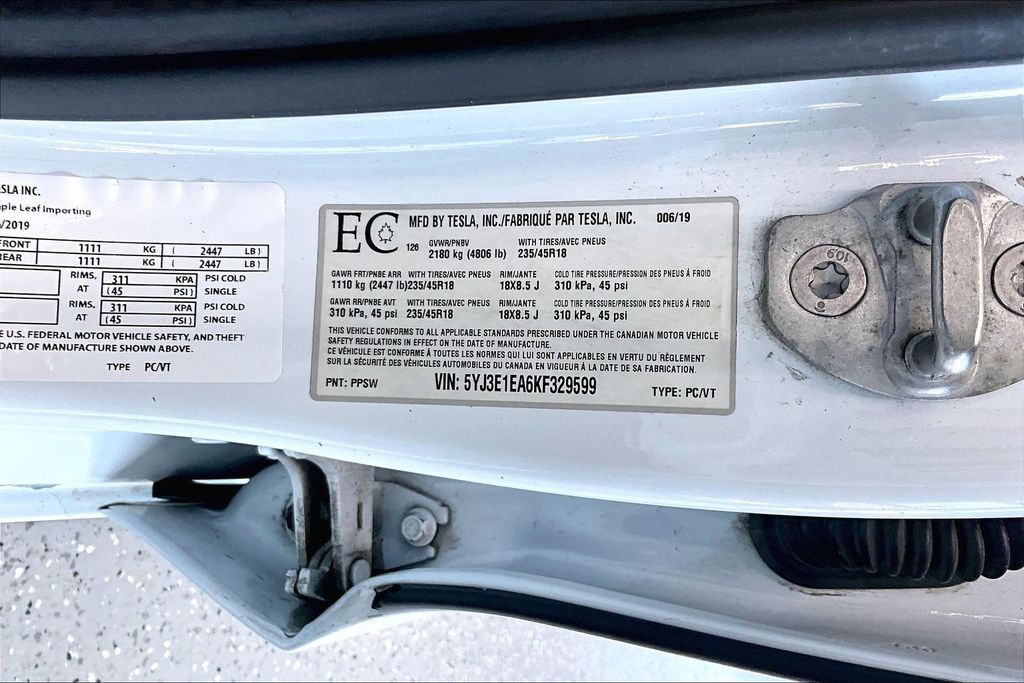 SLA INC.
ple Leaf Importing
/2019
FRONT 1111 KG ( 2447 LB)
REAR 1111 KG ( 2447 LB)
RIMS. 311 KPA PSI COLD
AT (45 PSI) SINGLE
RIMS. 311 KPA PSI COLD
AT (45 PSI) SINGLE
E U.S. FEDERAL MOTOR VEHICLE SAFETY, AND THEFT
DATE OF MANUFACTURE SHOWN ABOVE.
TYPE PC/VT
EC MFD BY TESLA, INC./FABRIQUÉ PAR TESLA, INC. 006/19
126 GVWR/PNBV WITH TIRES/AVEC PNEUS
2180 kg (4806 lb) 235/45R18
GAWR FRT/PNBE ARR WITH TIRES/AVEC PNEUS RIM/JANTE COLD TIRE PRESSURE/PRESSION DES PNEUS À FROID
1110 kg (2447 lb)235/45R18 18X8.5 J 310 kPa, 45 psi
GAWR RR/PNBE AVT WITH TIRES/AVEC PNEUS RIM/JANTE COLD TIRE PRESSURE/PRESSION DES PNEUS À FROID
310 kPa, 45 psi 235/45R18 18X8.5 J 310 kPa, 45 psi
THIS VEHICLE CONFORMS TO ALL APPLICABLE STANDARDS PRESCRIBED UNDER THE CANADIAN MOTOR VEHICLE
SAFETY REGULATIONS IN EFFECT ON THE DATE OF MANUFACTURE.
CE VÉHICULE EST CONFORME À TOUTES LES NORMES QUI LUI SONT APPLICABLES EN VERTU DU RÈGLEMENT
SUR LA SÉCURITÉ DES VÉHICULES AUTOMOBILES DU CANADA EN VIGUEUR À LA DATE DE SA FABRICATION.
PNT: PPSW VIN: 5YJ3E1EA6KF329599 TYPE: PC/VT
10.9